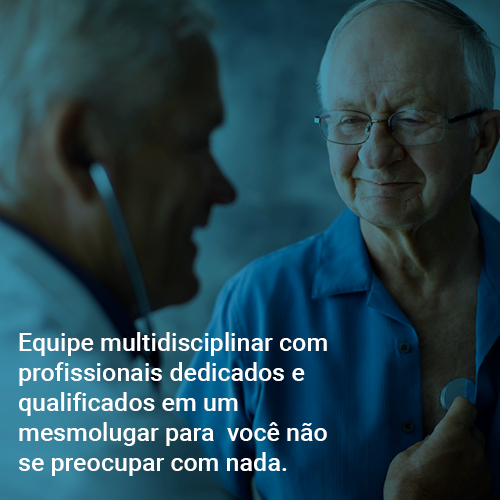 Equipe multidisciplinar com
profissionais dedicados e
qualificados em um
mesmolugar para  você não
se preocupar com nada.